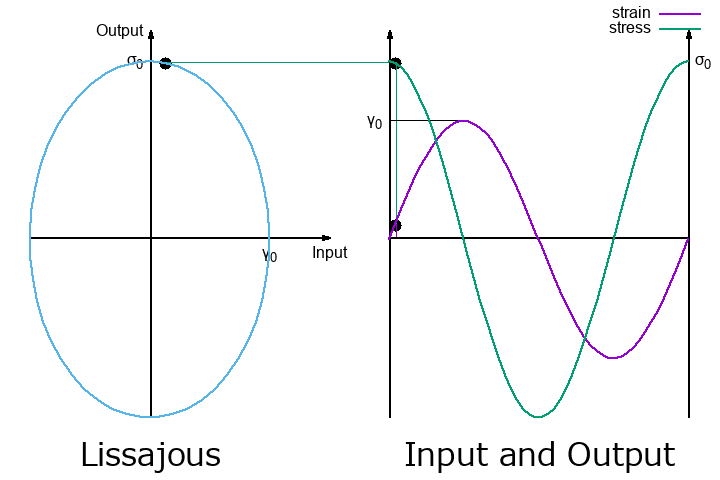 strain
stress
Output
σ0
σ0
γ0
γ0
Input
Lissajous
Input and Output